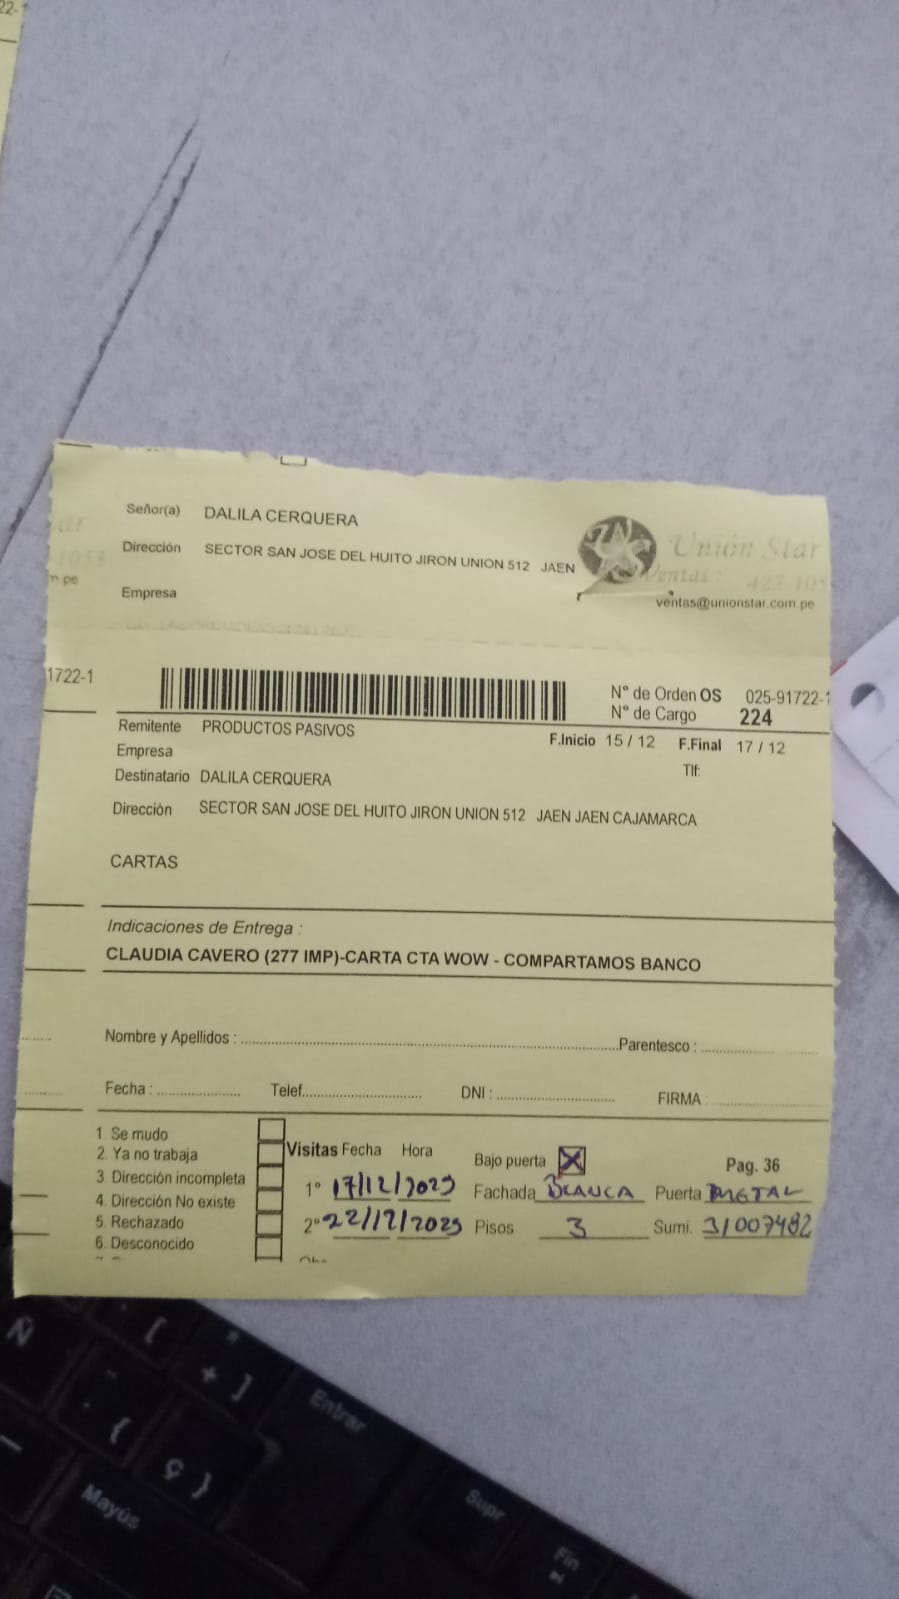 Señor(a) DALILA CERQUERA
Dirección SECTOR SAN JOSE DEL HUITO JIRON UNION 512 JAEN
Empresa
Unión Star
Ventas :
ventas@unionstar.com.pe
1722-1
N° de Orden OS 025-91722-1
N° de Cargo 224
Remitente PRODUCTOS PASIVOS
F.Inicio 15 / 12 F.Final 17 / 12
Empresa
Tlf:
Destinatario DALILA CERQUERA
Dirección SECTOR SAN JOSE DEL HUITO JIRON UNION 512 JAEN JAEN CAJAMARCA
CARTAS
Indicaciones de Entrega :
CLAUDIA CAVERO (277 IMP)-CARTA CTA WOW - COMPARTAMOS BANCO
Nombre y Apellidos : Parentesco :
Fecha : Telef. DNI : FIRMA :
1 Se mudo
2. Ya no trabaja
3. Dirección incompleta
4. Dirección No existe
5. Rechazado
6. Desconocido
Visitas Fecha Hora
1° 17/12/2025
2° 22/12/2025
Bajo puerta X Pag. 36
Fachada BLANCA Puerta METAL
Pisos 3 Sumi. 31007482
Ñ
[
* + ]
Entrar
{
Ç }
Mayús
Supr
Fin